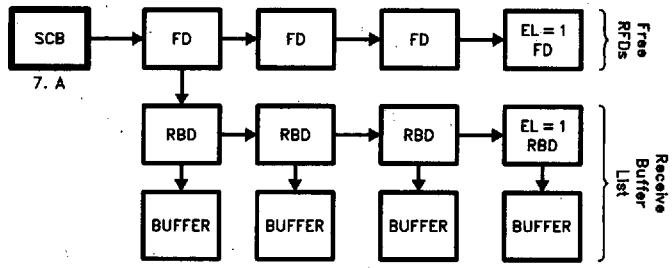 SCB
FD
FD
FD
EL = 1
FD
Free
RFDs
7. A
RBD
RBD
RBD
EL = 1
RBD
BUFFER
BUFFER
BUFFER
BUFFER
Receive
Buffer
List